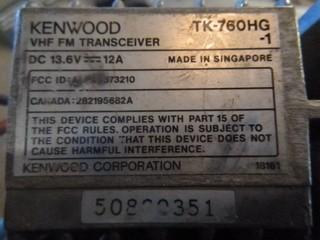 KENWOOD TK-760HG
VHF FM TRANSCEIVER -1
DC 13.6V⎓12A MADE IN SINGAPORE
FCC ID:
CANADA: 282195682A
THIS DEVICE COMPLIES WITH PART 15 OF
THE FCC RULES. OPERATION IS SUBJECT TO
THE CONDITION THAT THIS DEVICE DOES NOT
CAUSE HARMFUL INTERFERENCE.
KENWOOD CORPORATION